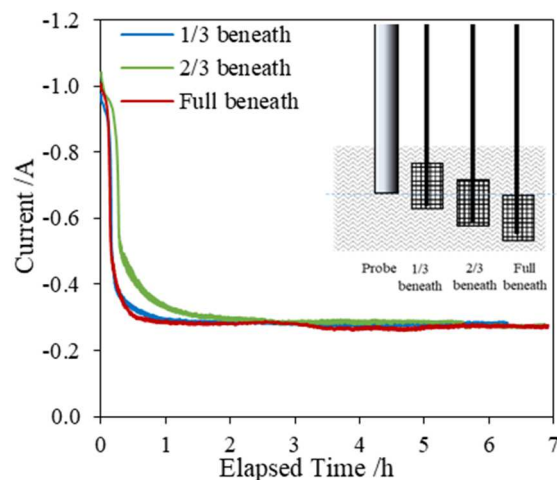 -1.2
1/3 beneath
2/3 beneath
Full beneath
-1.0
-0.8
-0.6
-0.4
-0.2
0.0
Current /A
Probe 1/3 beneath 2/3 beneath Full beneath
0 1 2 3 4 5 6 7
Elapsed Time /h